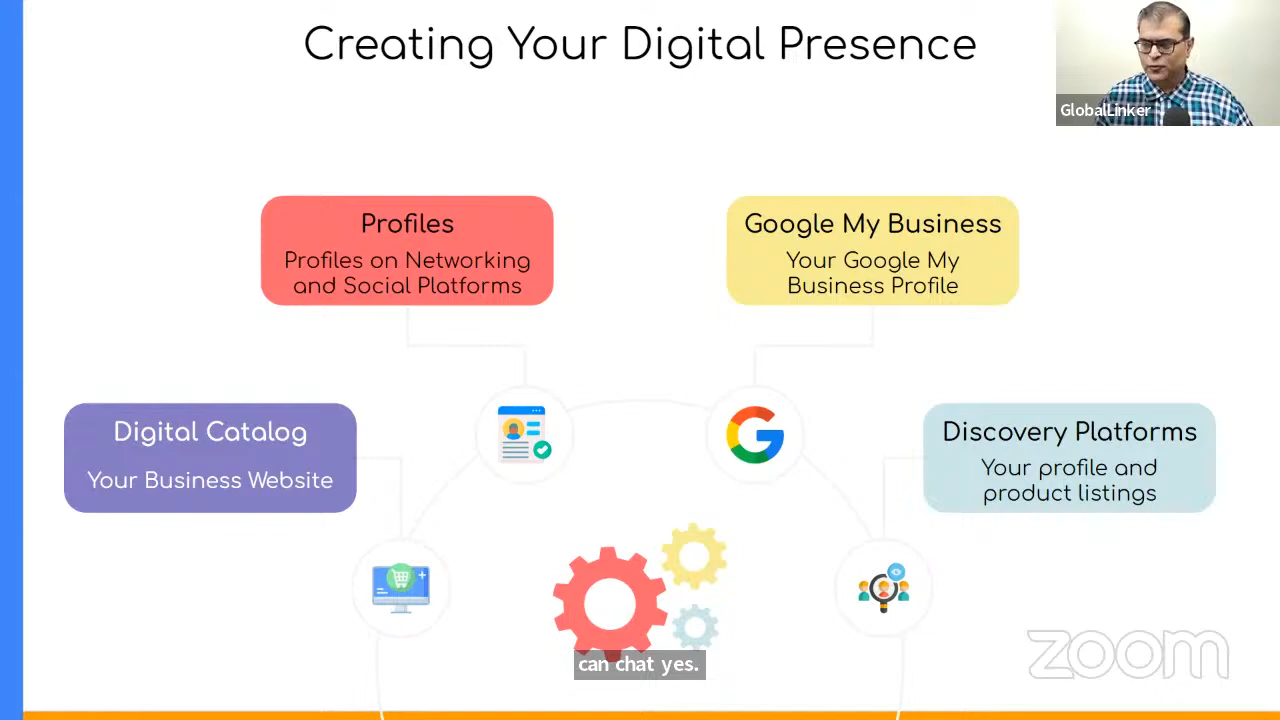 Creating Your Digital Presence
GlobalLinker
Profiles
Profiles on Networking
and Social Platforms
Google My Business
Your Google My
Business Profile
Digital Catalog
Your Business Website
Discovery Platforms
Your profile and
product listings
can chat yes.
zoom